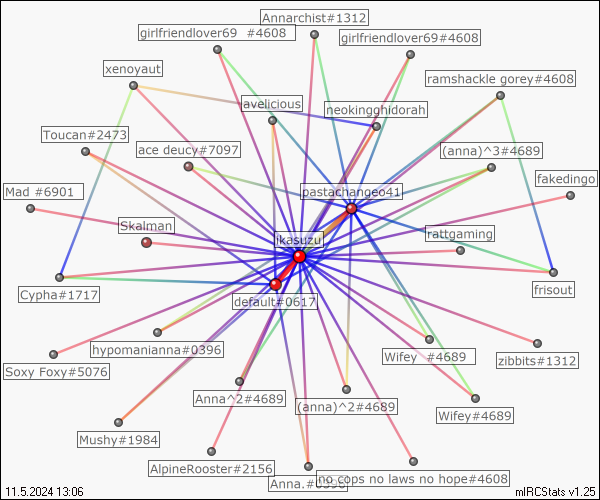 Annarchist#1312
girlfriendlover69 #4608
girlfriendlover69#4608
xenoyaut
ramshackle gorey#4608
lavelicious
neokingghidorah
Toucan#2473
ace deucy#7097
(anna)^3#4689
Mad #6901
pastachangeo41
fakedingo
Skalman
ikasuzu
rattgaming
Cypha#1717
default#0617
frisout
hypomanianna#0396
Wifey #4689
zibbits#1312
Soxy Foxy#5076
Anna^2#4689
(anna)^2#4689
Wifey#4689
Mushy#1984
AlpineRooster#2156
Anna.#0396
no cops no laws no hope#4608
11.5.2024 13:06
mIRCStats v1.25